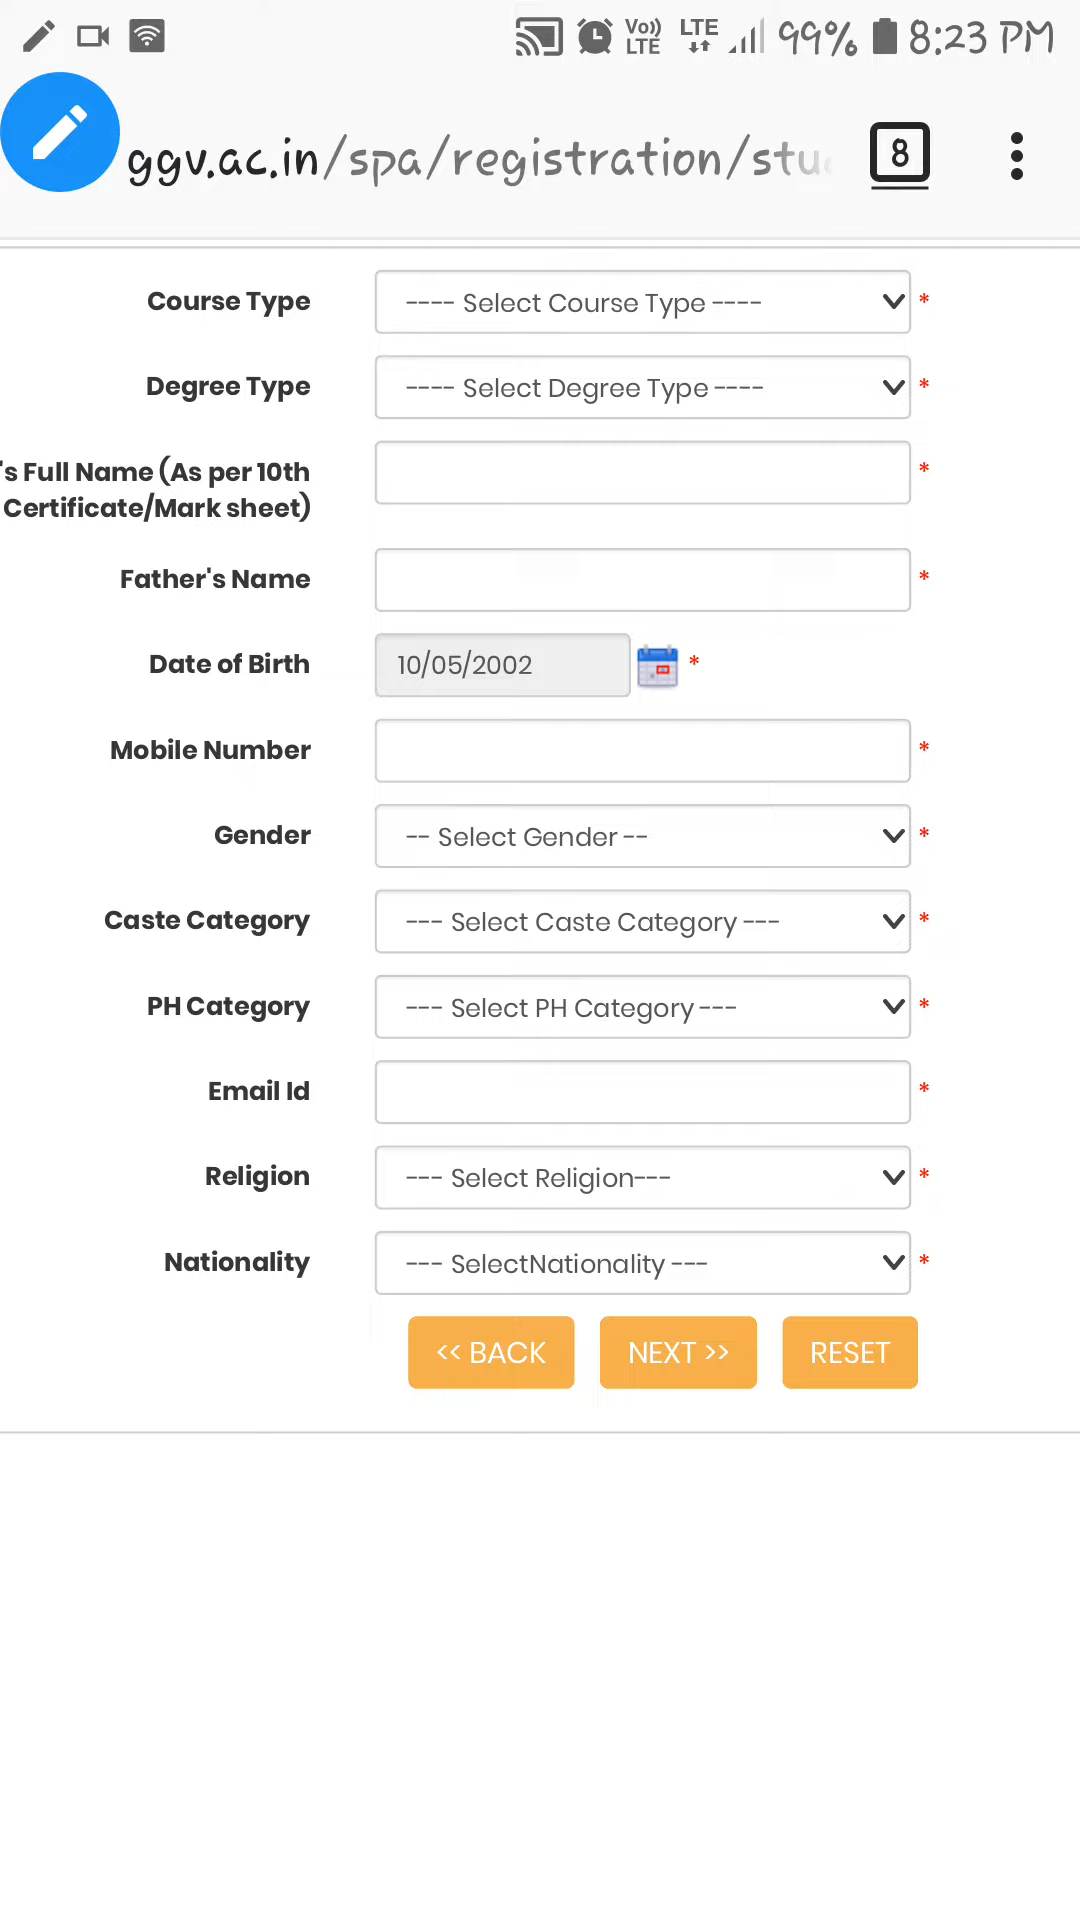 Vo)) LTE LTE 99% 8:23 PM
ggv.ac.in/spa/registration/stu
8
Course Type ---- Select Course Type ---- *
Degree Type ---- Select Degree Type ---- *
's Full Name (As per 10th *
Certificate/Mark sheet)
Father's Name *
Date of Birth 10/05/2002 *
Mobile Number *
Gender -- Select Gender -- *
Caste Category --- Select Caste Category --- *
PH Category --- Select PH Category --- *
Email Id *
Religion --- Select Religion--- *
Nationality --- SelectNationality --- *
<< BACK NEXT >> RESET